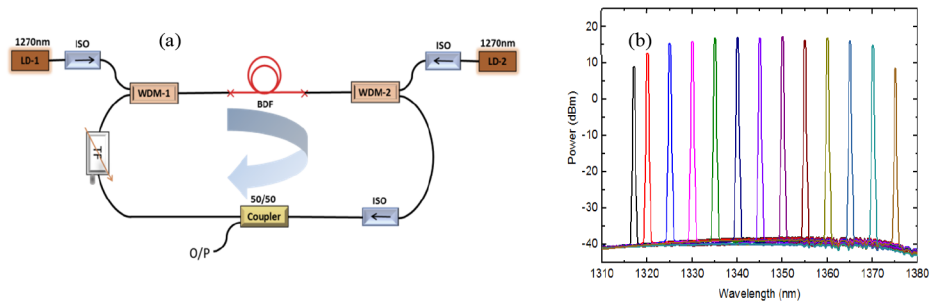 1270nm
ISO
(a)
ISO
1270nm
LD-1
LD-2
WDM-1
WDM-2
BDF
TF
50/50
Coupler
ISO
O/P
(b)
Power (dBm)
20
10
0
-10
-20
-30
-40
1310 1320 1330 1340 1350 1360 1370 1380
Wavelength (nm)